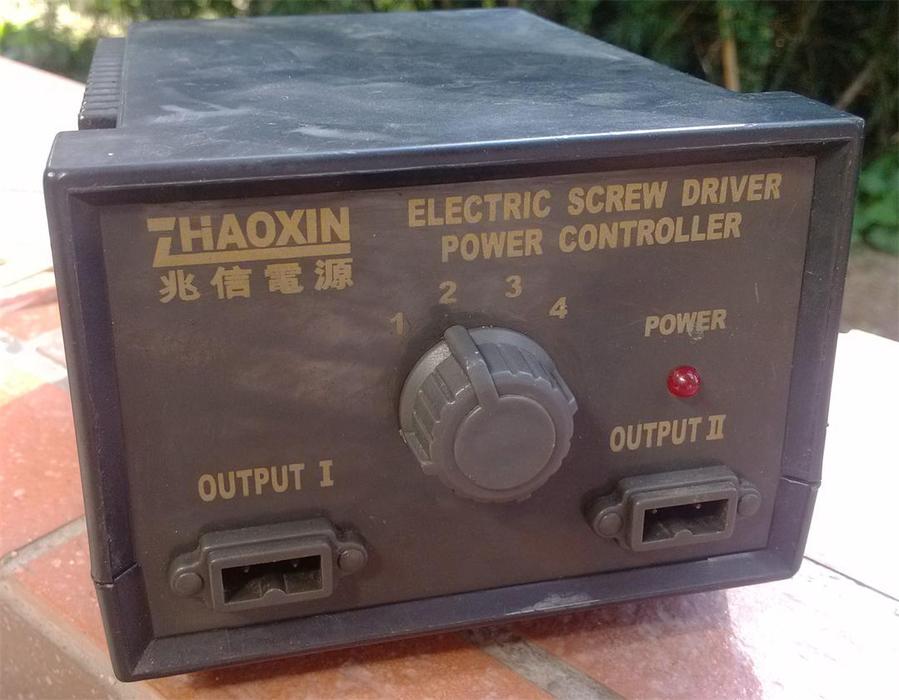 ZHAOXIN
兆信電源
ELECTRIC SCREW DRIVER
POWER CONTROLLER
1 2 3 4
POWER
OUTPUT I
OUTPUT II